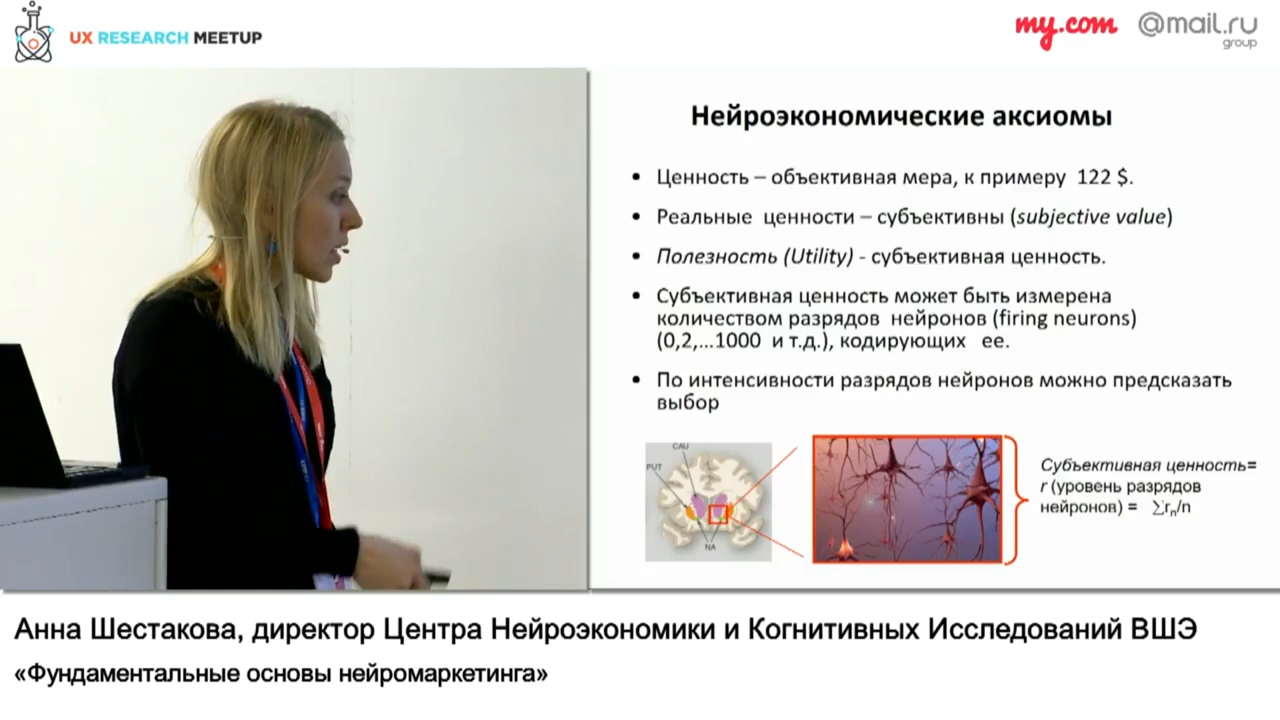 UX RESEARCH MEETUP
my.com @mail.ru
group
Нейроэкономические аксиомы
• Ценность – объективная мера, к примеру 122 $.
• Реальные ценности – субъективны (subjective value)
• Полезность (Utility) - субъективная ценность.
• Субъективная ценность может быть измерена
количеством разрядов нейронов (firing neurons)
(0,2,...1000 и т.д.), кодирующих ее.
• По интенсивности разрядов нейронов можно предсказать
выбор
CAU
PUT
NA
Субъективная ценность=
r (уровень разрядов
нейронов) = ∑rn/n
Анна Шестакова, директор Центра Нейроэкономики и Когнитивных Исследований ВШЭ
«Фундаментальные основы нейромаркетинга»